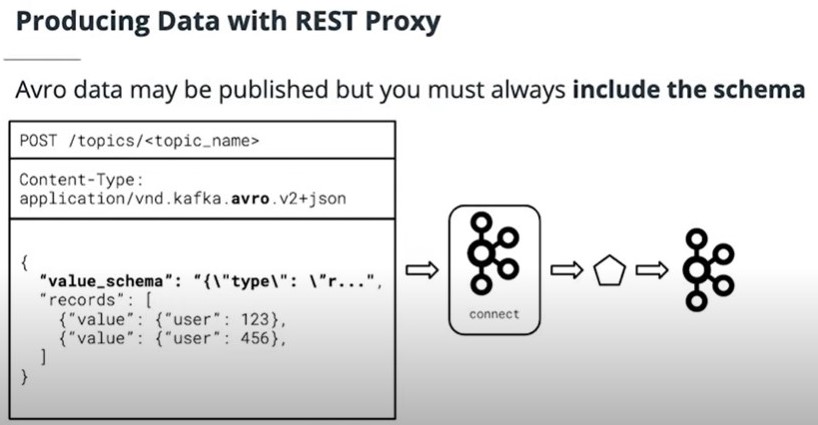 Producing Data with REST Proxy
Avro data may be published but you must always include the schema
POST /topics/<topic_name>
Content-Type:
application/vnd.kafka.avro.v2+json
{
"value_schema": "{\"type\": \"r...",
"records": [
{"value": {"user": 123},
{"value": {"user": 456},
]
}
connect